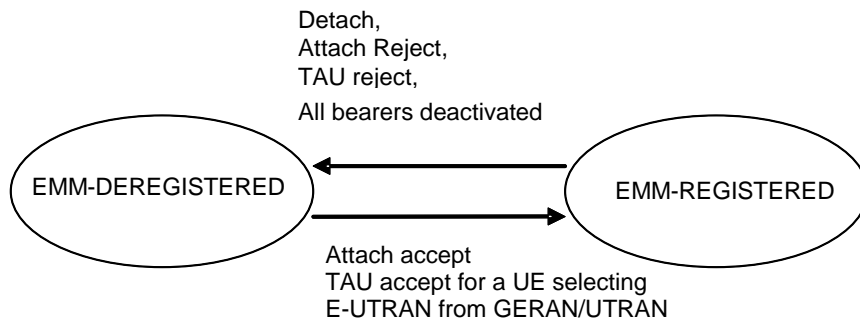 Detach,
Attach Reject,
TAU reject,
All bearers deactivated
EMM-DEREGISTERED
EMM-REGISTERED
Attach accept
TAU accept for a UE selecting
E-UTRAN from GERAN/UTRAN